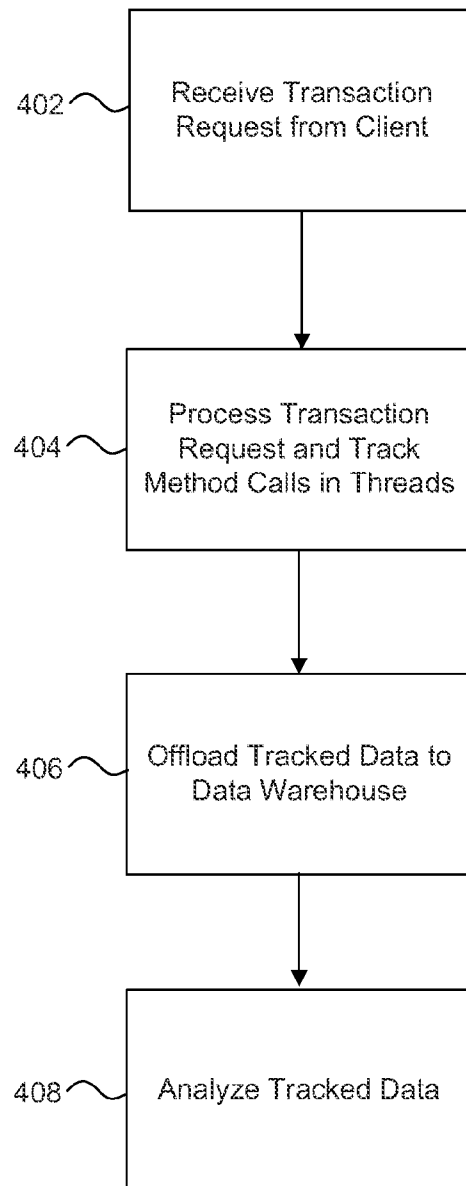 402
Receive Transaction
Request from Client
404
Process Transaction
Request and Track
Method Calls in Threads
406
Offload Tracked Data to
Data Warehouse
408
Analyze Tracked Data